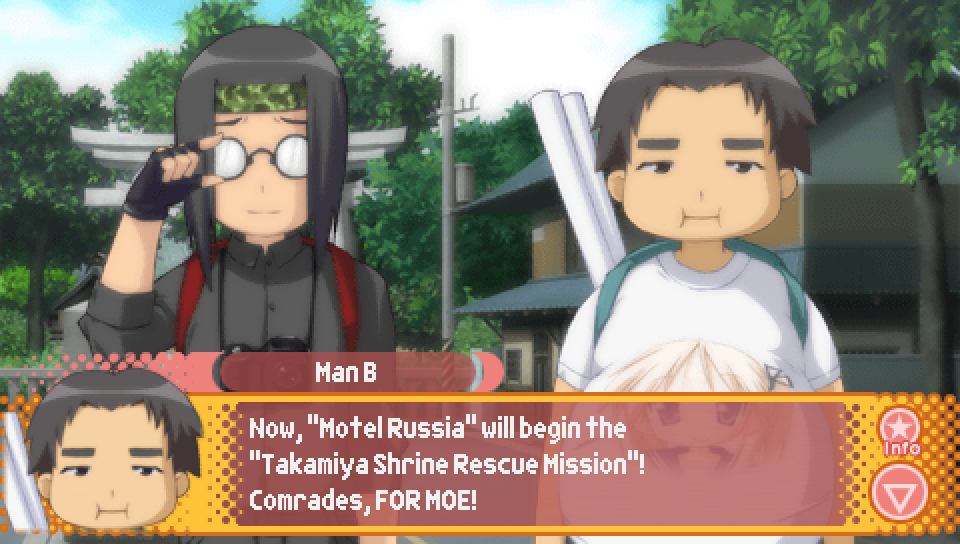 Man B
Now, "Motel Russia" will begin the
"Takamiya Shrine Rescue Mission"!
Comrades, FOR MOE!
Info